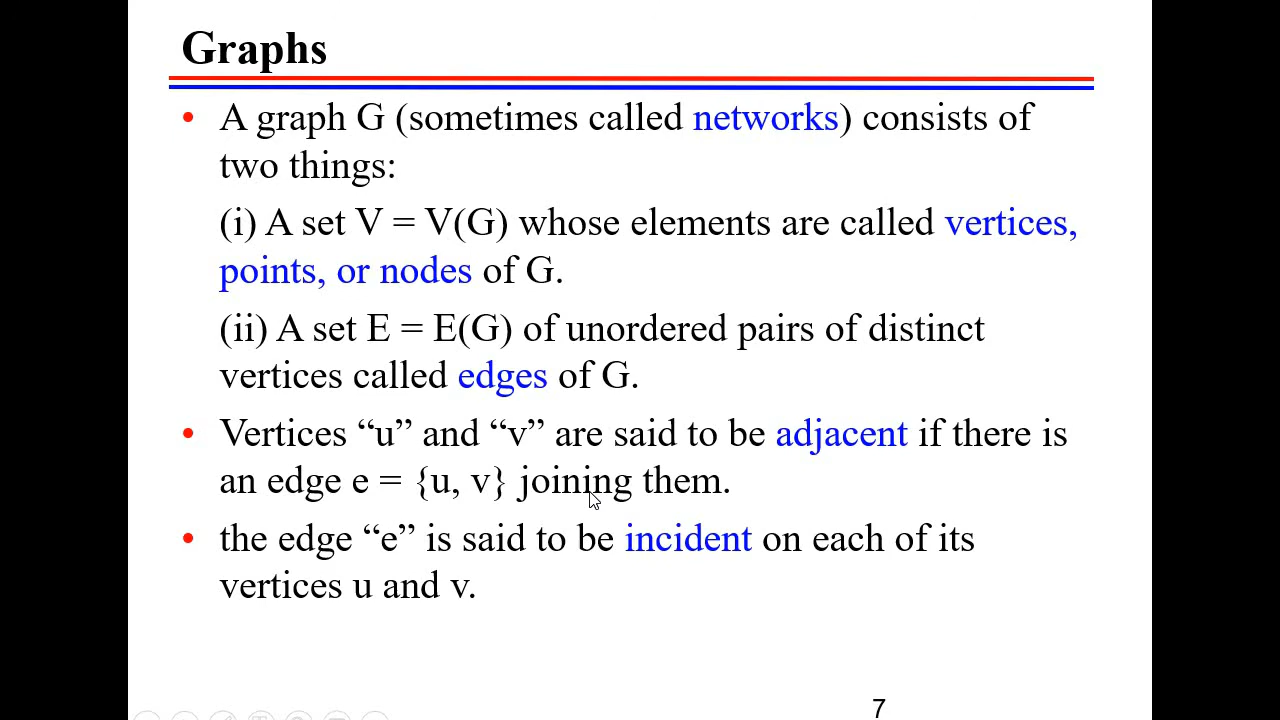 Graphs
• A graph G (sometimes called networks) consists of
two things:
(i) A set V = V(G) whose elements are called vertices,
points, or nodes of G.
(ii) A set E = E(G) of unordered pairs of distinct
vertices called edges of G.
• Vertices “u” and “v” are said to be adjacent if there is
an edge e = {u, v} joining them.
• the edge “e” is said to be incident on each of its
vertices u and v.
7